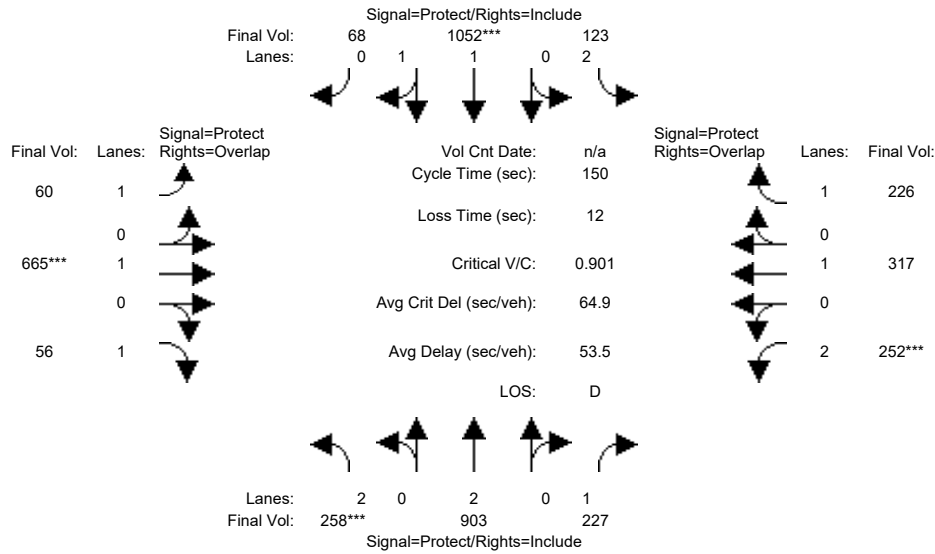 Signal=Protect/Rights=Include
Final Vol: 68 1052*** 123
Lanes: 0 1 1 0 2
Signal=Protect
Final Vol: Lanes: Rights=Overlap
Vol Cnt Date: n/a
Signal=Protect
Rights=Overlap Lanes: Final Vol:
Cycle Time (sec): 150
60 1
1 226
Loss Time (sec): 12
0
0
665*** 1
Critical V/C: 0.901
1 317
0
Avg Crit Del (sec/veh): 64.9
0
56 1
Avg Delay (sec/veh): 53.5
2 252***
LOS: D
Lanes: 2 0 2 0 1
Final Vol: 258*** 903 227
Signal=Protect/Rights=Include